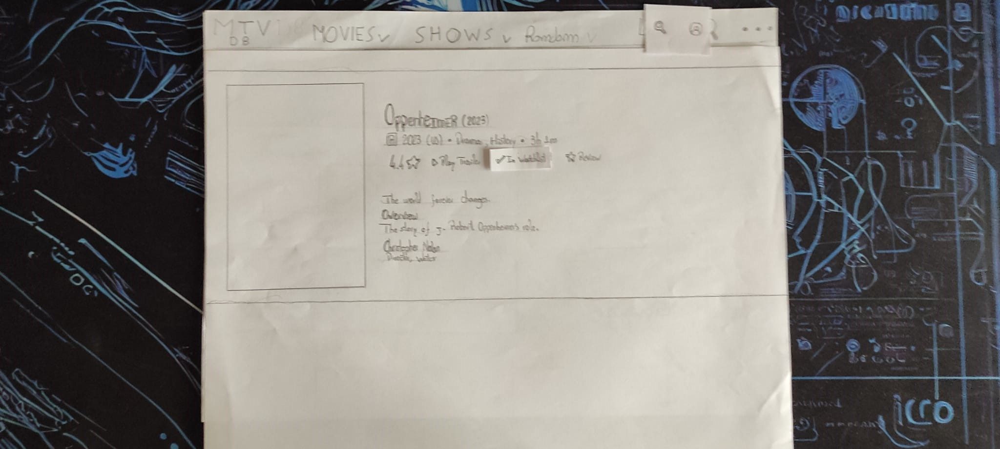 MTV
DB
MOVIES v SHOWS v Random v
...
OppenheimER (2023)
R 2023 (US) • Drama, History • 3h 1m
4.4 ☆ ▷ Play Trailer ✓ In Watchlist ☆ Review
The world forever changes.
Overview
The story of J. Robert Oppenheimer's role.
Christopher Nolan
Director, writer